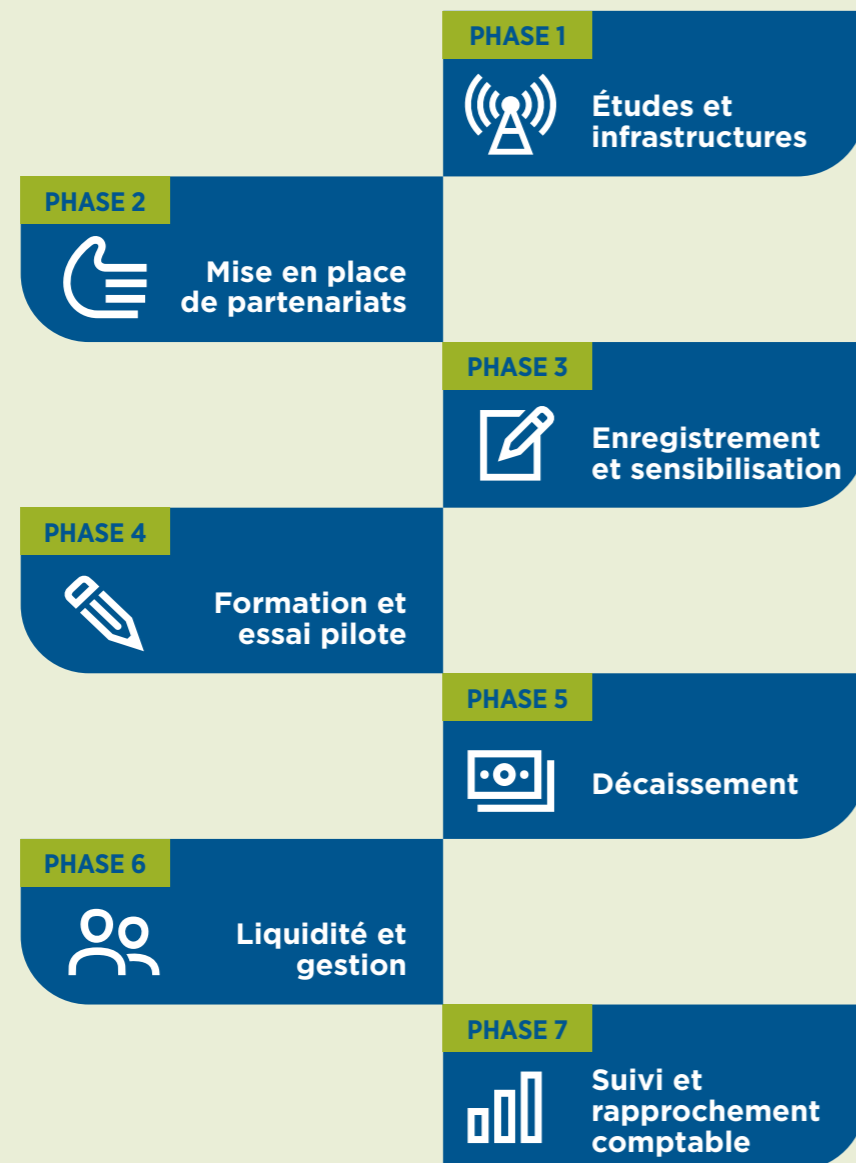 PHASE 1
Études et
infrastructures
PHASE 2
Mise en place
de partenariats
PHASE 3
Enregistrement
et sensibilisation
PHASE 4
Formation et
essai pilote
PHASE 5
Décaissement
PHASE 6
Liquidité et
gestion
PHASE 7
Suivi et
rapprochement
comptable